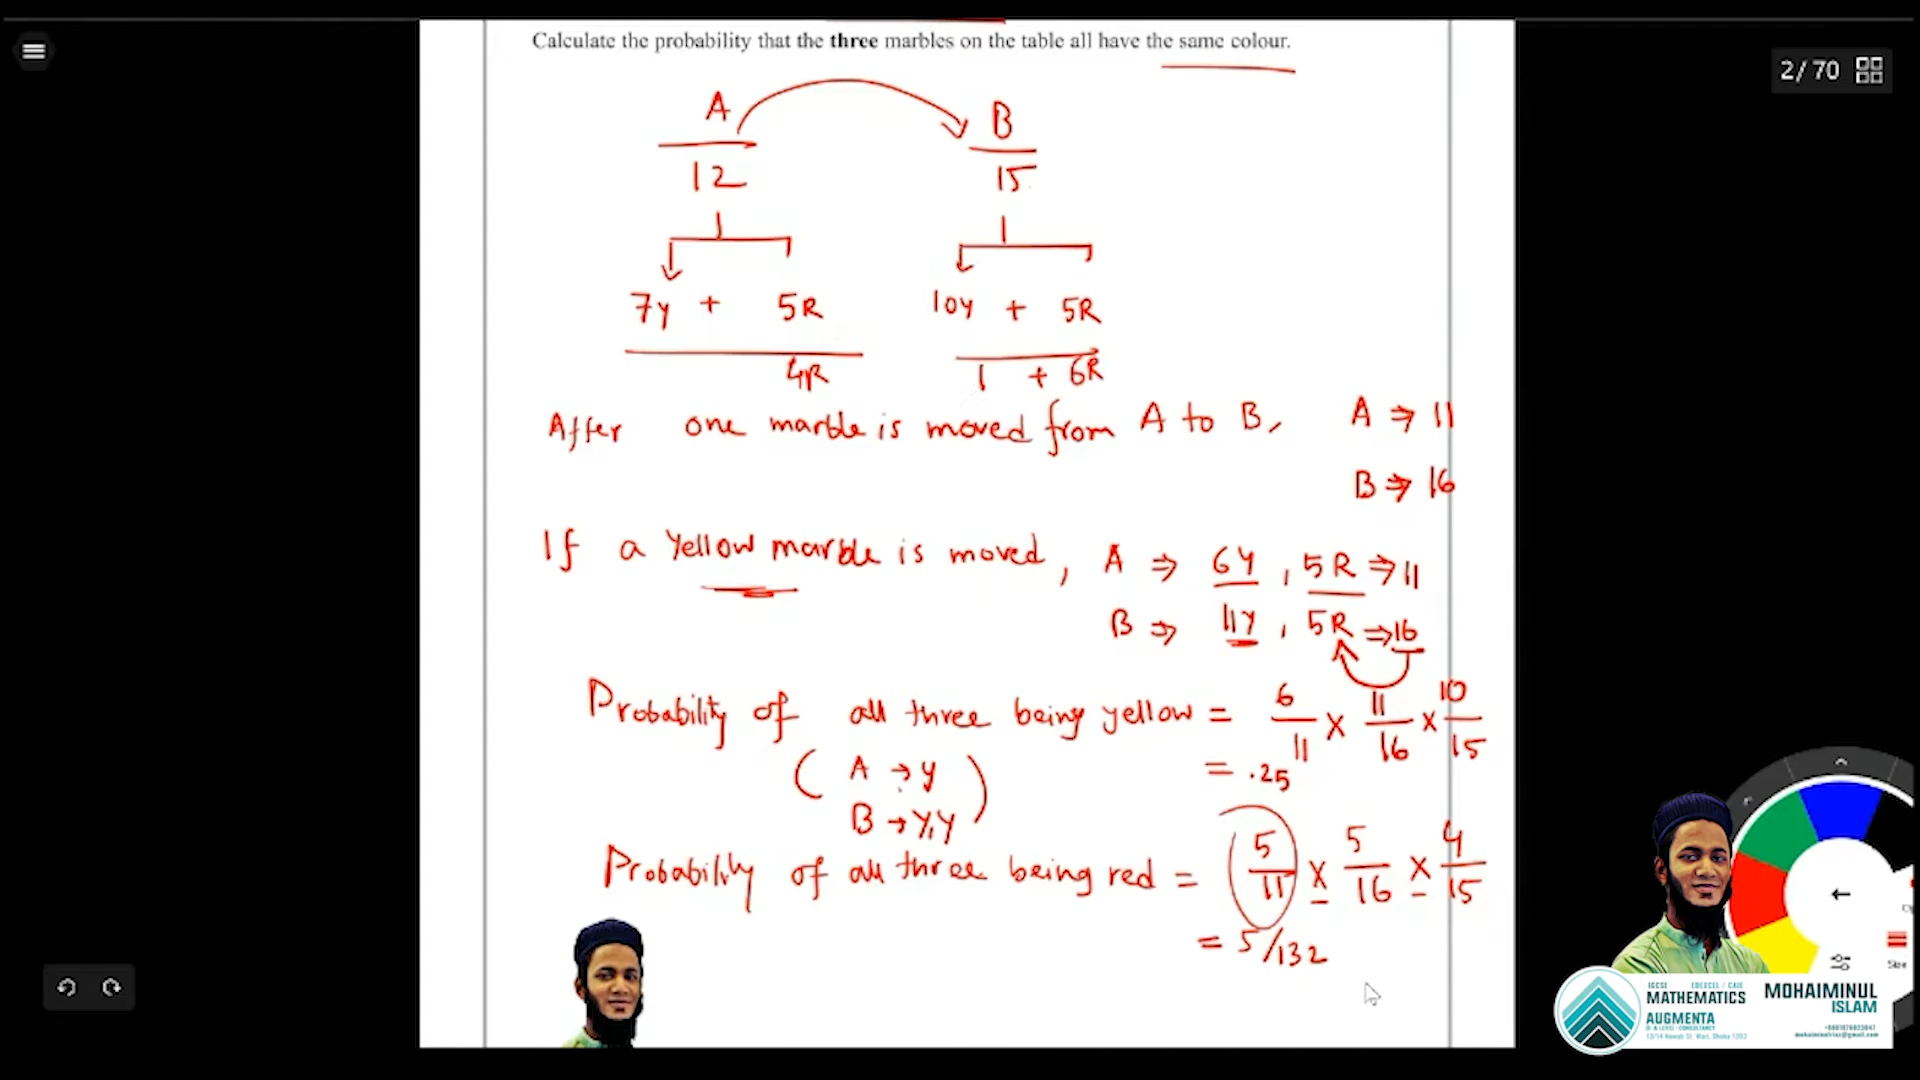 Calculate the probability that the three marbles on the table all have the same colour.
2/ 70
A B
12 15
7y + 5R 10y + 5R
4R 1 + 6R
After one marble is moved from A to B, A ⇒ 11
B ⇒ 16
If a yellow marble is moved, A ⇒ 6Y, 5R ⇒ 11
B ⇒ 11Y, 5R ⇒ 16
Probability of all three being yellow = 6/11 × 11/16 × 10/15
( A → y
B → y,y )
= .25
Probability of all three being red = 5/11 × 5/16 × 4/15
= 5/132
Size
IGCSE EDEXCEL / CAIE
MATHEMATICS
AUGMENTA
MOHAIMINUL
ISLAM